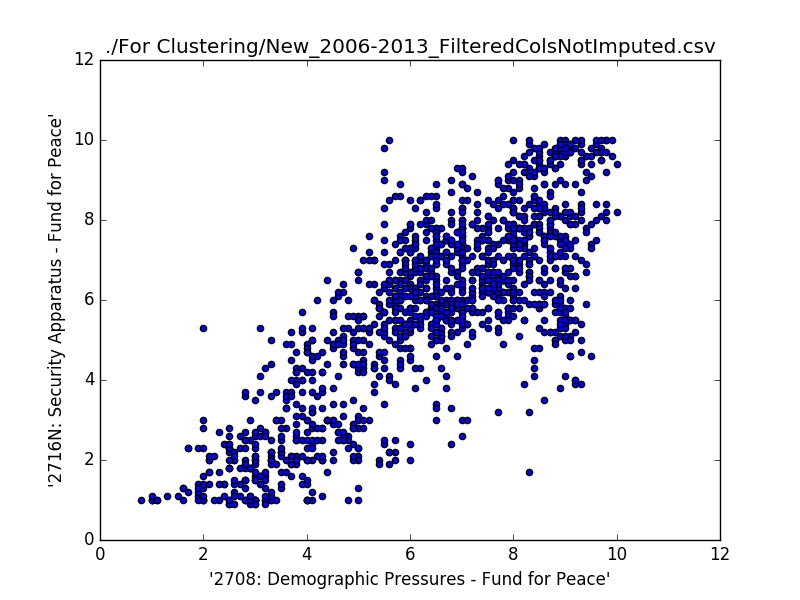 ./For Clustering/New_2006-2013_FilteredColsNotImputed.csv
12
10
8
6
4
2
0
'2716N: Security Apparatus - Fund for Peace'
0 2 4 6 8 10 12
'2708: Demographic Pressures - Fund for Peace'